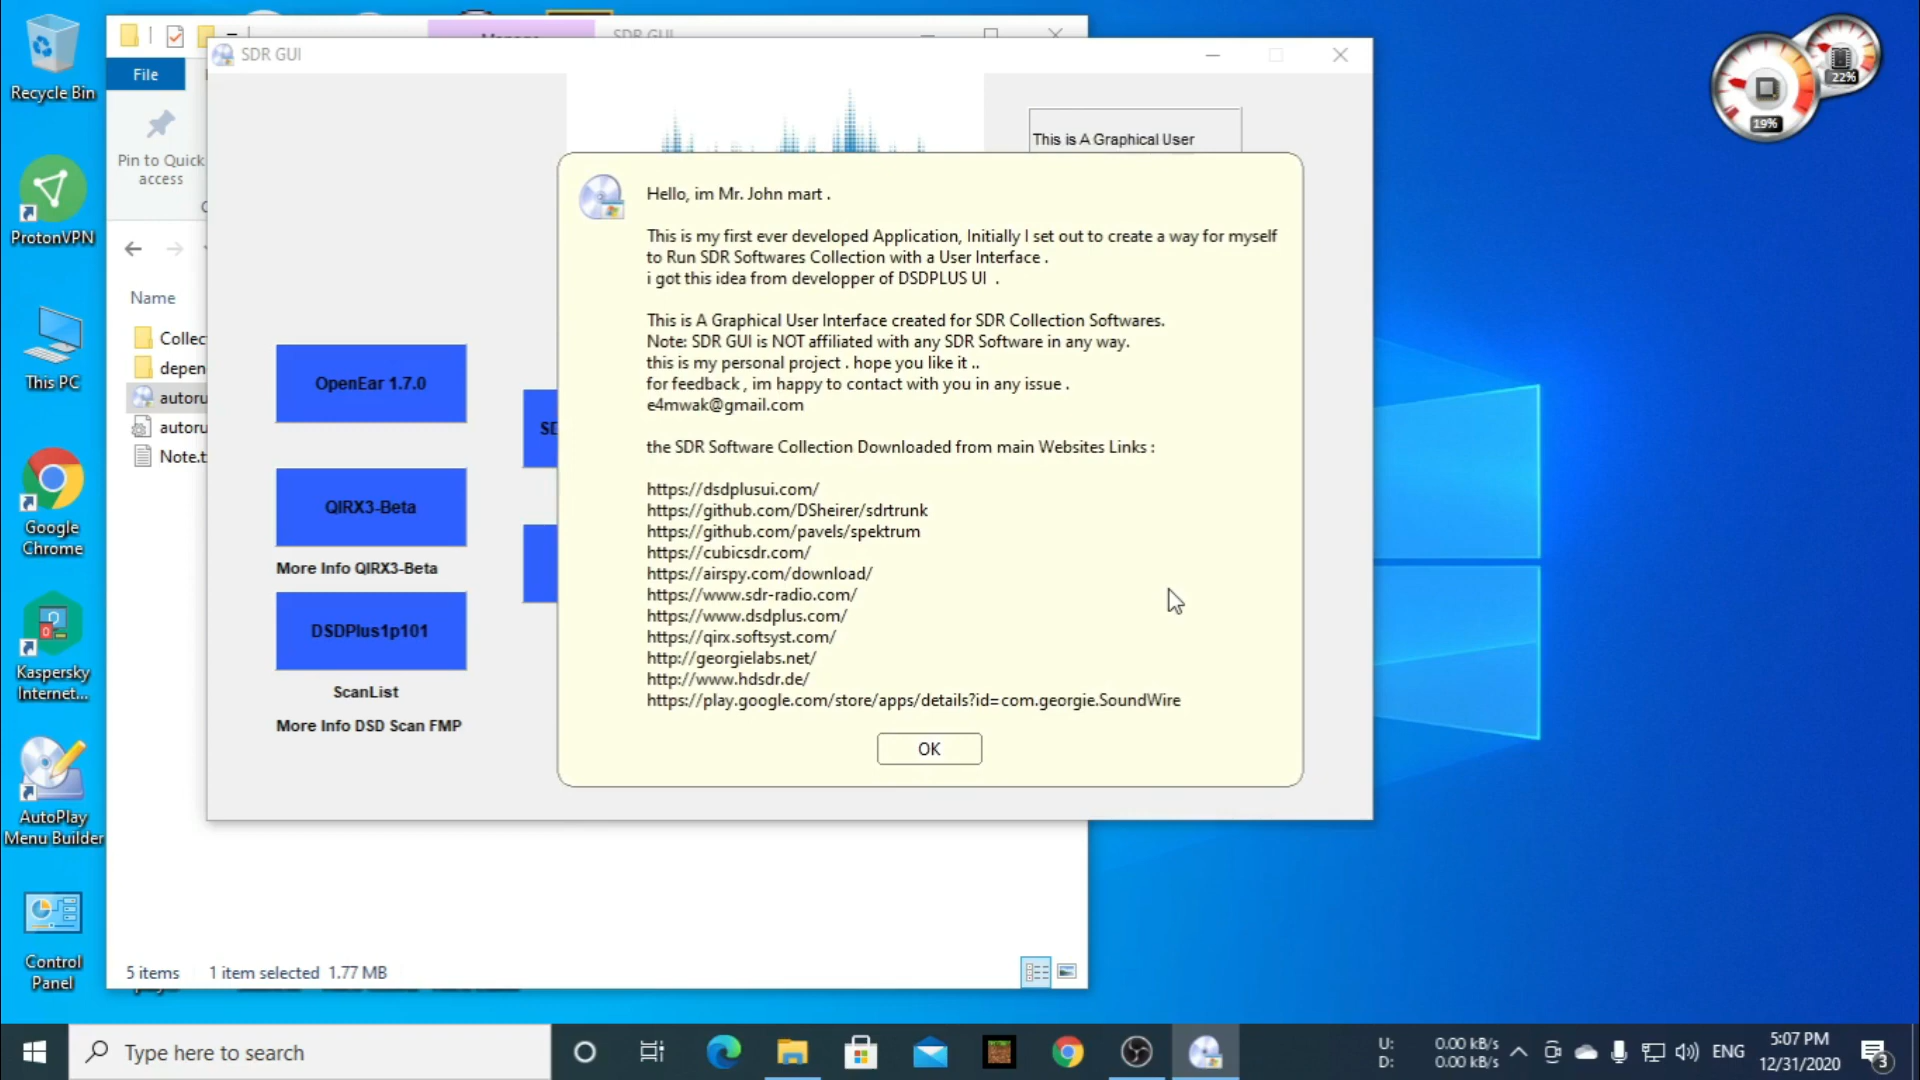 Recycle Bin
ProtonVPN
This PC
Google
Chrome
Kaspersky
Internet...
AutoPlay
Menu Builder
Control
Panel
File
SDR GUI
Pin to Quick
access
Name
Collec
depen
autoru
autoru
Note.t
5 items 1 item selected 1.77 MB
SDR GUI
This is A Graphical User
OpenEar 1.7.0
QIRX3-Beta
More Info QIRX3-Beta
DSDPlus1p101
ScanList
More Info DSD Scan FMP
Hello, im Mr. John mart .
This is my first ever developed Application, Initially I set out to create a way for myself
to Run SDR Softwares Collection with a User Interface .
i got this idea from developper of DSDPLUS UI .
This is A Graphical User Interface created for SDR Collection Softwares.
Note: SDR GUI is NOT affiliated with any SDR Software in any way.
this is my personal project . hope you like it ..
for feedback , im happy to contact with you in any issue .
e4mwak@gmail.com
the SDR Software Collection Downloaded from main Websites Links :
https://dsdplusui.com/
https://github.com/DSheirer/sdrtrunk
https://github.com/pavels/spektrum
https://cubicsdr.com/
https://airspy.com/download/
https://www.sdr-radio.com/
https://www.dsdplus.com/
https://qirx.softsyst.com/
http://georgielabs.net/
http://www.hdsdr.de/
https://play.google.com/store/apps/details?id=com.georgie.SoundWire
OK
22%
19%
Type here to search
U: 0.00 kB/s
D: 0.00 kB/s
ENG
5:07 PM
12/31/2020
3